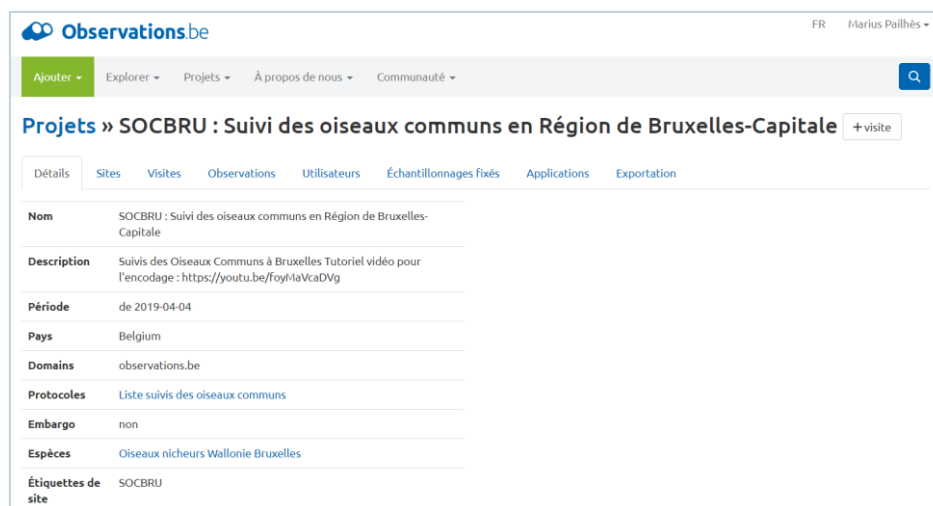 Observations.be
FR Marius Pailhès
Ajouter Explorer Projets À propos de nous Communauté
Projets » SOCBRU : Suivi des oiseaux communs en Région de Bruxelles-Capitale +visite
Détails Sites Visites Observations Utilisateurs Échantillonnages fixés Applications Exportation
Nom SOCBRU : Suivi des oiseaux communs en Région de Bruxelles-
Capitale
Description Suivis des Oiseaux Communs à Bruxelles Tutoriel vidéo pour
l'encodage : https://youtu.be/foyMaVcaDVg
Période de 2019-04-04
Pays Belgium
Domains observations.be
Protocoles Liste suivis des oiseaux communs
Embargo non
Espèces Oiseaux nicheurs Wallonie Bruxelles
Étiquettes de SOCBRU
site